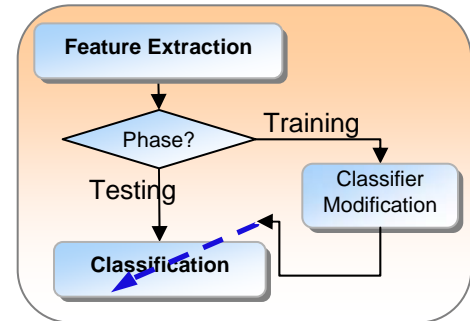 Feature Extraction
Phase?
Training
Testing
Classifier
Modification
Classification